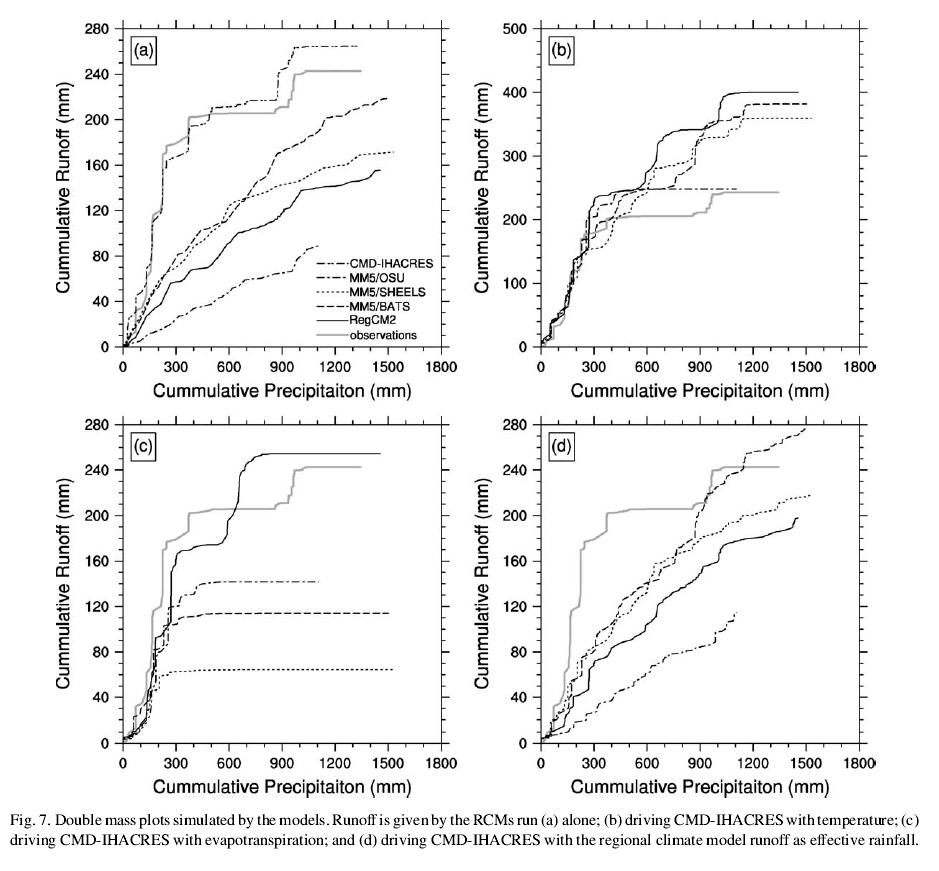 280
240
200
160
120
80
40
0
(a)
Cummulative Runoff (mm)
CMD-IHACRES
MM5/OSU
MM5/SHEELS
MM5/BATS
RegCM2
observations
0 300 600 900 1200 1500 1800
Cummulative Precipitaiton (mm)
500
400
300
200
100
0
(b)
Cummulative Runoff (mm)
0 300 600 900 1200 1500 1800
Cummulative Precipitaiton (mm)
280
240
200
160
120
80
40
0
(c)
Cummulative Runoff (mm)
0 300 600 900 1200 1500 1800
Cummulative Precipitaiton (mm)
280
240
200
160
120
80
40
0
(d)
Cummulative Runoff (mm)
0 300 600 900 1200 1500 1800
Cummulative Precipitaiton (mm)
Fig. 7. Double mass plots simulated by the models. Runoff is given by the RCMs run (a) alone; (b) driving CMD-IHACRES with temperature; (c)
driving CMD-IHACRES with evapotranspiration; and (d) driving CMD-IHACRES with the regional climate model runoff as effective rainfall.